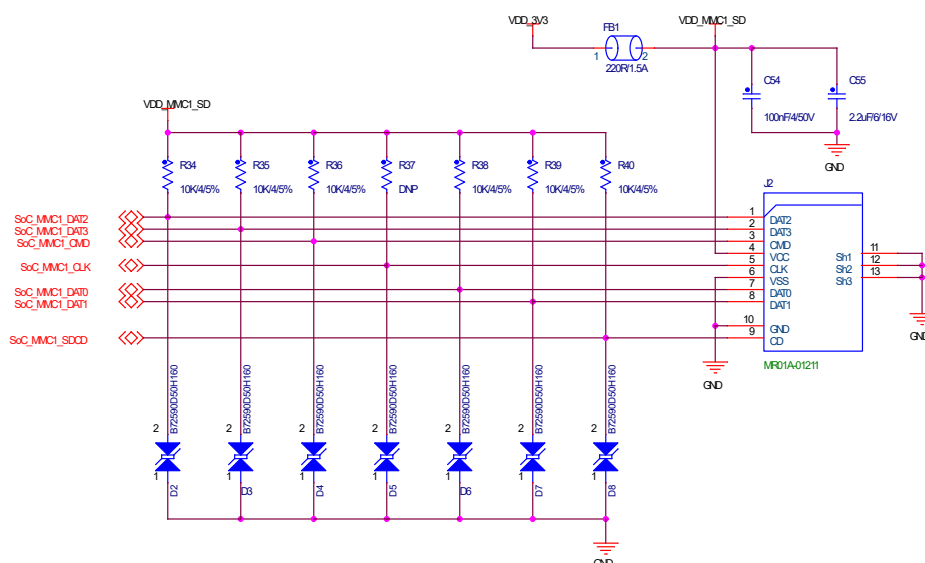 VDD_3V3
VDD_MMC1_SD
FB1
1
2
220R/1.5A
C54
100nF/4/50V
C55
2.2uF/6/16V
GND
VDD_MMC1_SD
R34
10K/4/5%
R35
10K/4/5%
R36
10K/4/5%
R37
DNP
R38
10K/4/5%
R39
10K/4/5%
R40
10K/4/5%
J2
SoC_MMC1_DAT2
1
DAT2
SoC_MMC1_DAT3
2
DAT3
SoC_MMC1_CMD
3
CMD
4
VCC
SoC_MMC1_CLK
5
CLK
6
VSS
SoC_MMC1_DAT0
7
DAT0
SoC_MMC1_DAT1
8
DAT1
10
GND
SoC_MMC1_SDCD
9
CD
Sh1
11
Sh2
12
Sh3
13
GND
GND
MR01A-01211
B72590D50H160
2
1
D2
B72590D50H160
2
1
D3
B72590D50H160
2
1
D4
B72590D50H160
2
1
D5
B72590D50H160
2
1
D6
B72590D50H160
2
1
D7
B72590D50H160
2
1
D8
GND